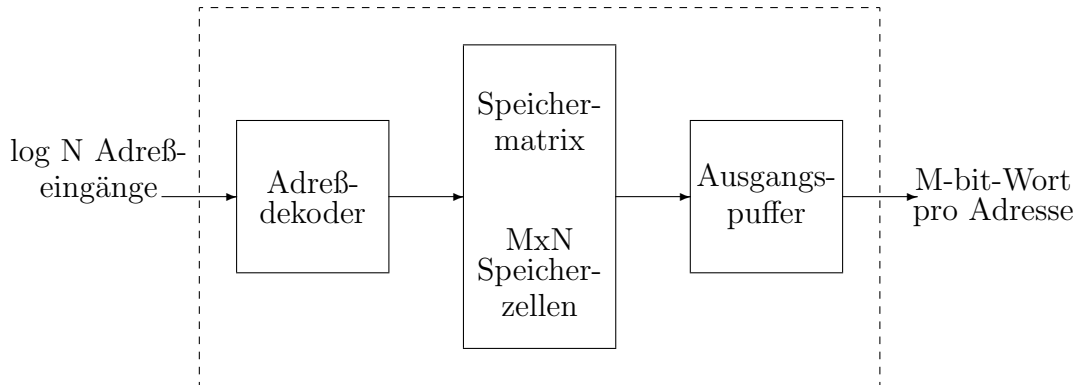 log N Adreß-
eingänge
Adreß-
dekoder
Speicher-
matrix
MxN
Speicher-
zellen
Ausgangs-
puffer
M-bit-Wort
pro Adresse